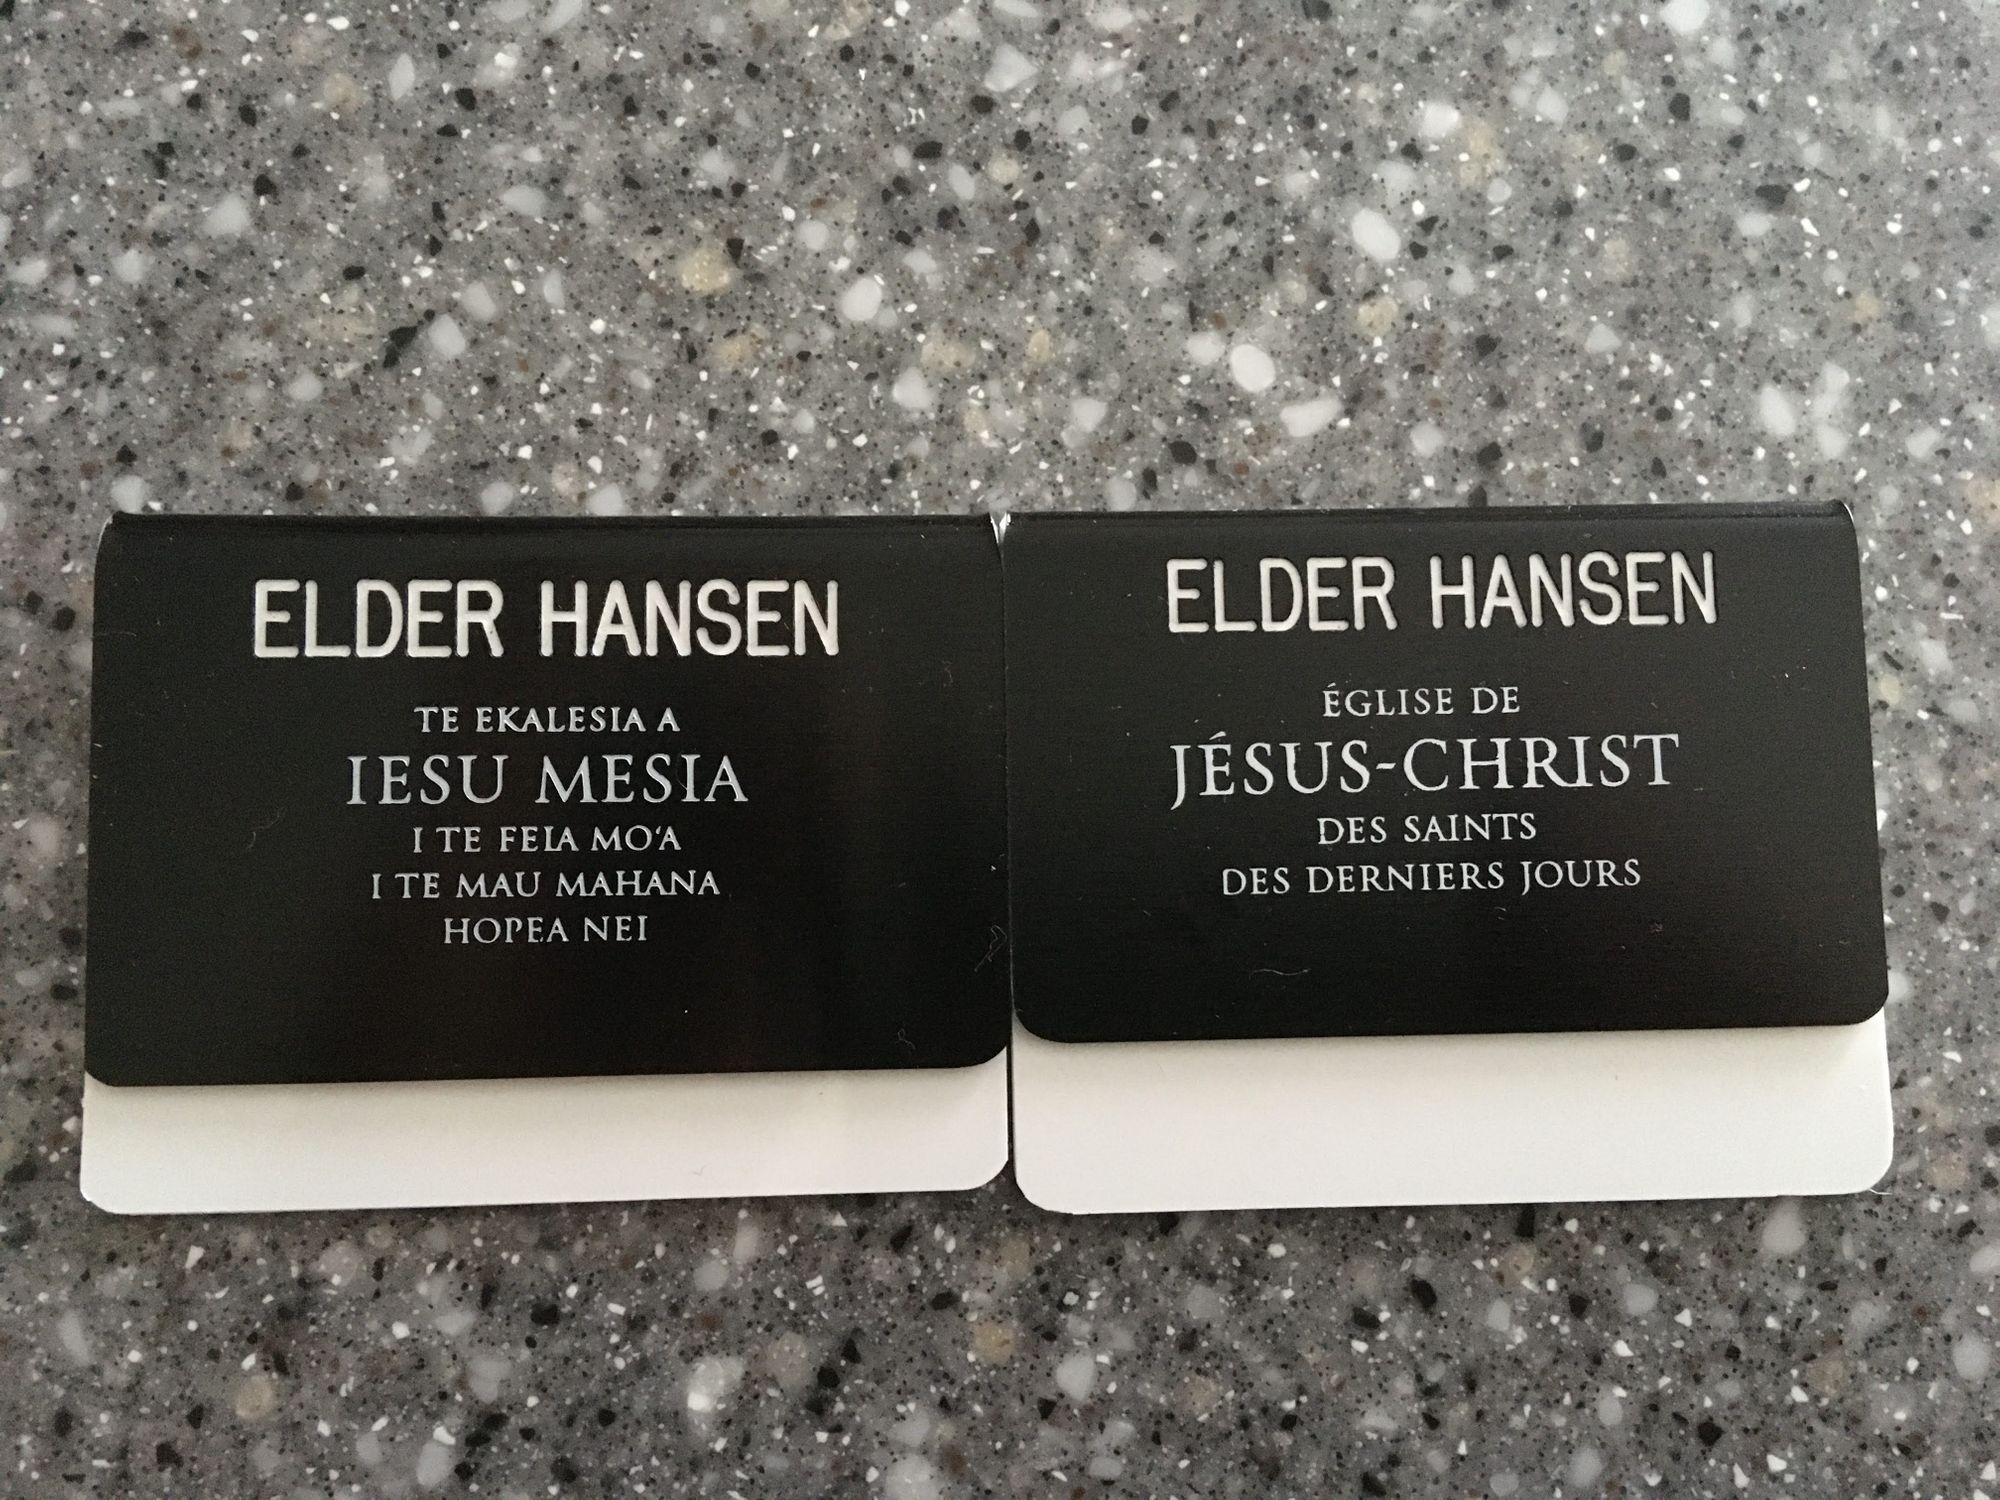 ELDER HANSEN
TE EKALESIA A
IESU MESIA
I TE FEIA MO‘A
I TE MAU MAHANA
HOPEA NEI
ELDER HANSEN
ÉGLISE DE
JÉSUS-CHRIST
DES SAINTS
DES DERNIERS JOURS